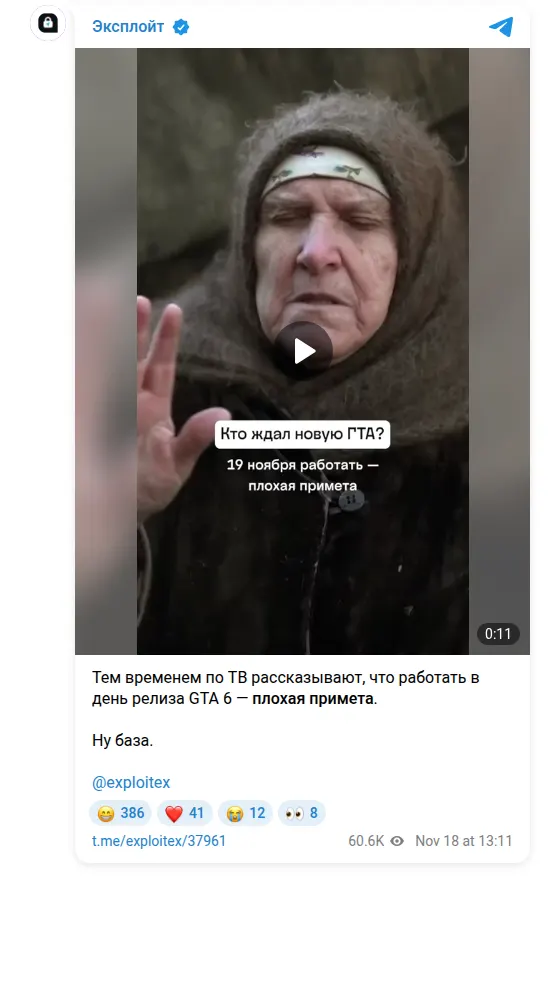 Эксплойт
Кто ждал новую ГТА?
19 ноября работать —
плохая примета
0:11
Тем временем по ТВ рассказывают, что работать в
день релиза GTA 6 — плохая примета.
Ну база.
@exploitex
386 41 12 8
t.me/exploitex/37961 60.6K Nov 18 at 13:11